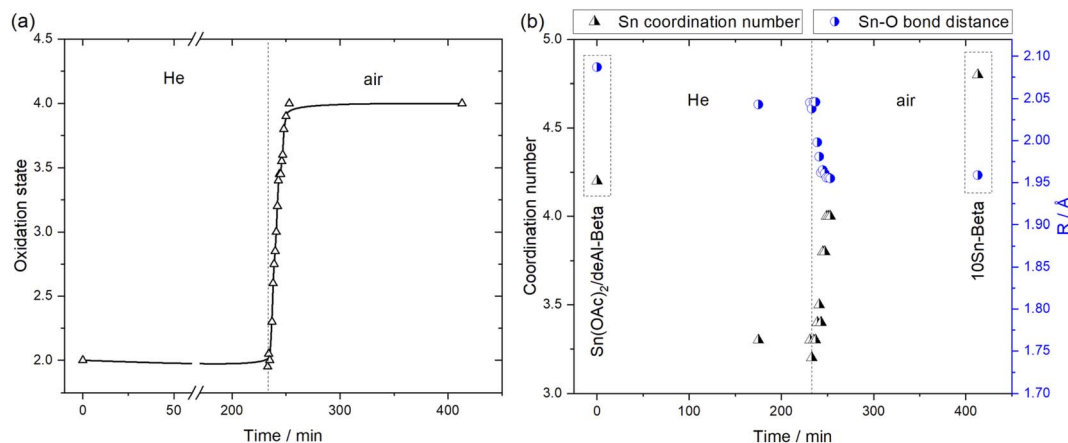 (a)
4.5
4.0
3.5
3.0
2.5
2.0
Oxidation state
He
air
0
50
200
300
400
Time / min
(b)
Sn coordination number
Sn-O bond distance
5.0
4.5
4.0
3.5
3.0
Coordination number
He
air
Sn(OAc)2/deAl-Beta
10Sn-Beta
2.10
2.05
2.00
1.95
1.90
1.85
1.80
1.75
1.70
R / Å
0
100
200
300
400
Time / min